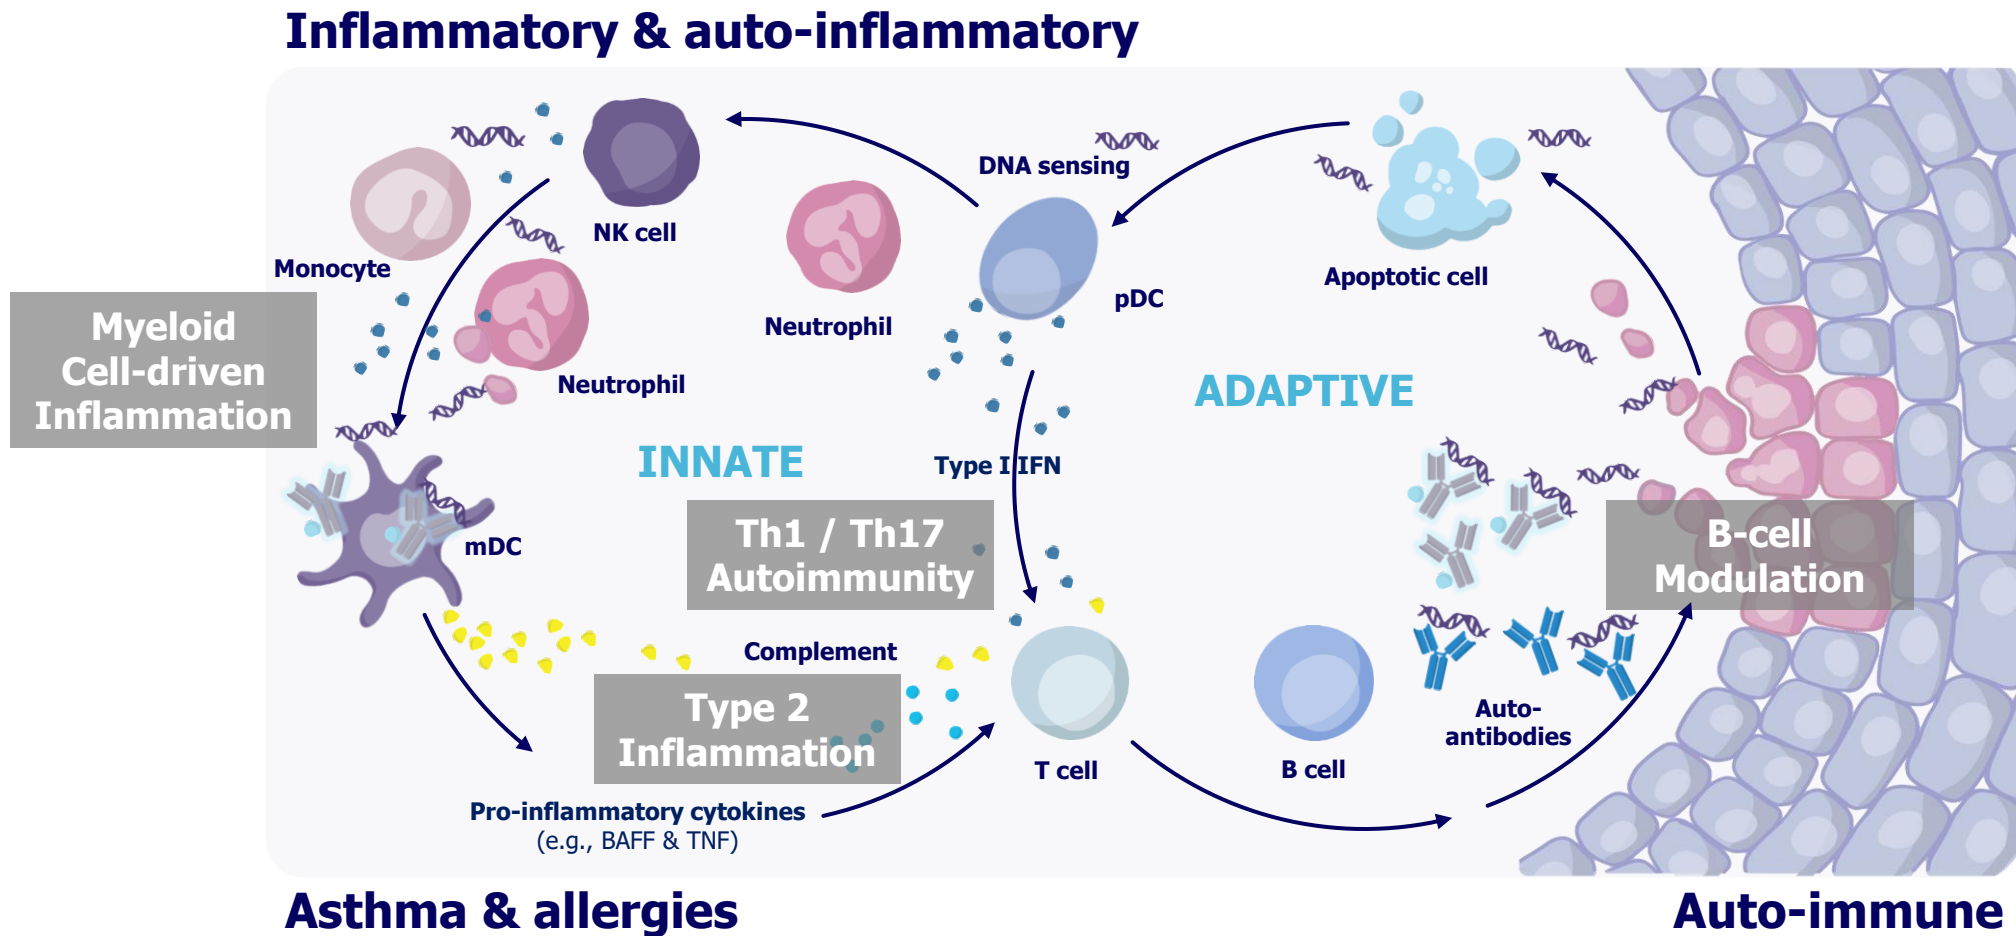 Inflammatory & auto-inflammatory
DNA sensing
NK cell
Monocyte
Apoptotic cell
pDC
Neutrophil
Myeloid
Cell-driven
Inflammation
Neutrophil
ADAPTIVE
INNATE
Type I IFN
mDC
Th1 / Th17
Autoimmunity
B-cell
Modulation
Complement
Type 2
Inflammation
Auto-
antibodies
T cell
B cell
Pro-inflammatory cytokines
(e.g., BAFF & TNF)
Asthma & allergies
Auto-immune